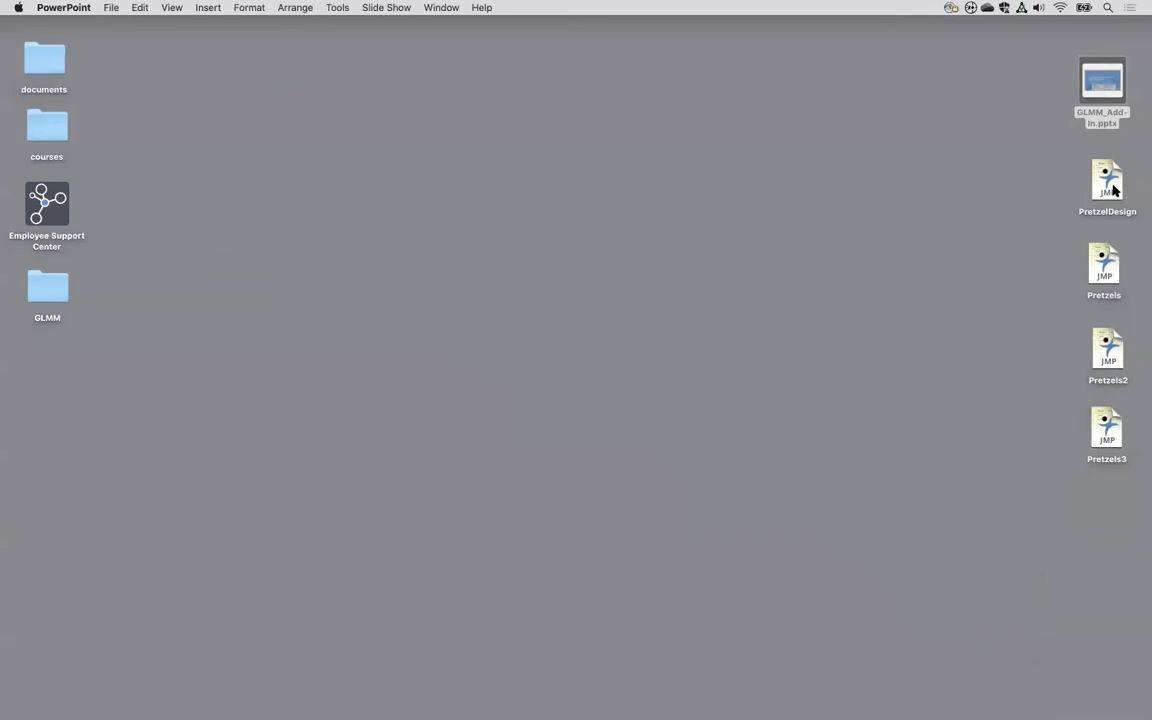 PowerPoint File Edit View Insert Format Arrange Tools Slide Show Window Help
documents
courses
Employee Support
Center
GLMM
GLMM_Add-
In.pptx
JMP
PretzelDesign
JMP
Pretzels
JMP
Pretzels2
JMP
Pretzels3